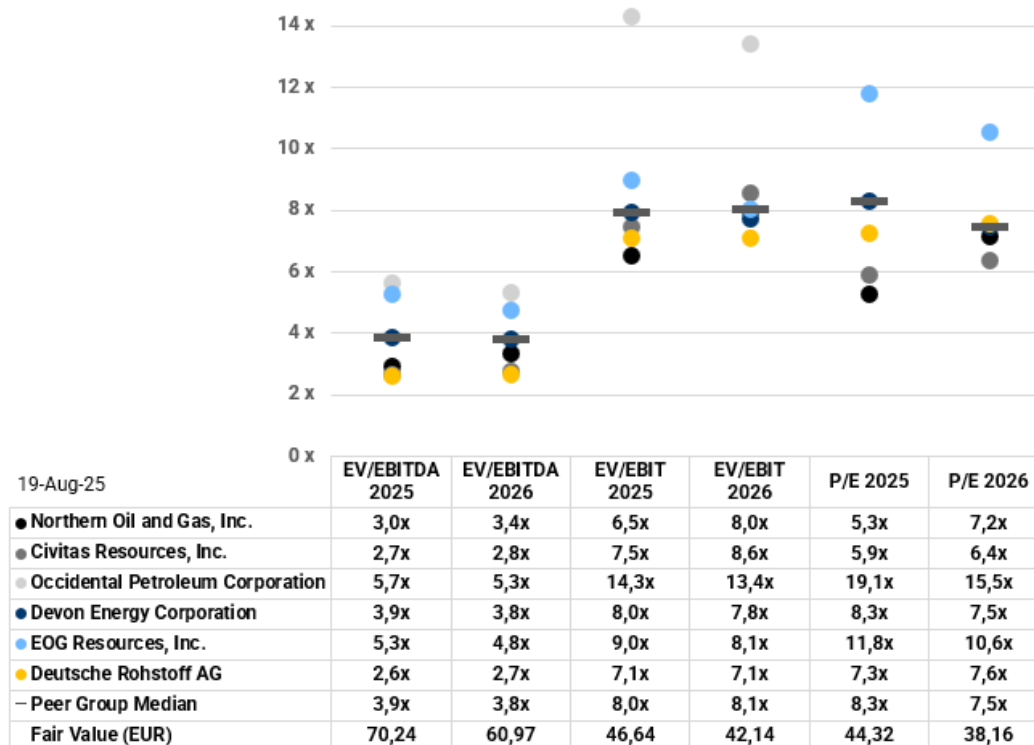 14 x
12 x
10 x
8 x
6 x
4 x
2 x
0 x
19-Aug-25 EV/EBITDA 2025 EV/EBITDA 2026 EV/EBIT 2025 EV/EBIT 2026 P/E 2025 P/E 2026
Northern Oil and Gas, Inc. 3,0x 3,4x 6,5x 8,0x 5,3x 7,2x
Civitas Resources, Inc. 2,7x 2,8x 7,5x 8,6x 5,9x 6,4x
Occidental Petroleum Corporation 5,7x 5,3x 14,3x 13,4x 19,1x 15,5x
Devon Energy Corporation 3,9x 3,8x 8,0x 7,8x 8,3x 7,5x
EOG Resources, Inc. 5,3x 4,8x 9,0x 8,1x 11,8x 10,6x
Deutsche Rohstoff AG 2,6x 2,7x 7,1x 7,1x 7,3x 7,6x
Peer Group Median 3,9x 3,8x 8,0x 8,1x 8,3x 7,5x
Fair Value (EUR) 70,24 60,97 46,64 42,14 44,32 38,16